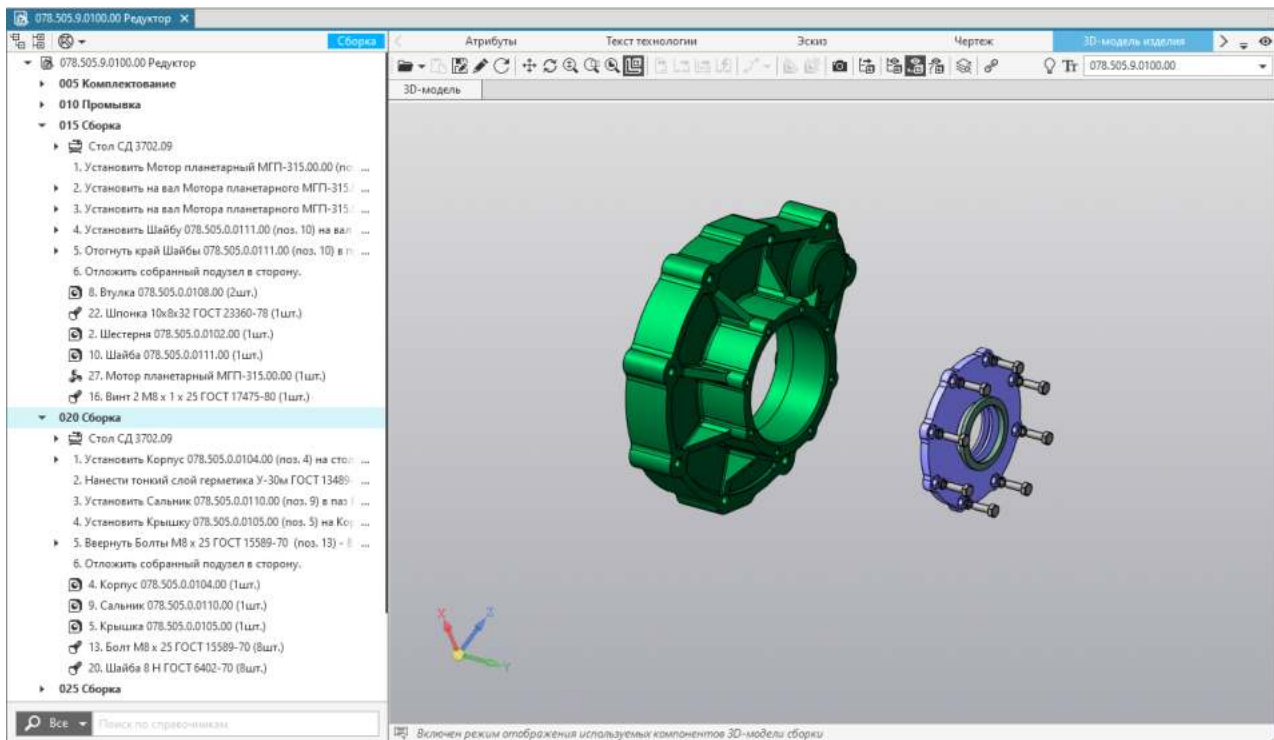 078.505.9.0100.00 Редуктор
Сборка
Атрибуты
Текст технологии
Эскиз
Чертеж
3D-модель изделия
078.505.9.0100.00 Редуктор
Тт
078.505.9.0100.00
005 Комплектование
3D-модель
010 Промывка
015 Сборка
Стол СД 3702.09
1. Установить Мотор планетарный МГП-315.00.00 (по ...
2. Установить на вал Мотора планетарного МГП-315. ...
3. Установить на вал Мотора планетарного МГП-315. ...
4. Установить Шайбу 078.505.0.0111.00 (поз. 10) на вал ...
5. Отогнуть край Шайбы 078.505.0.0111.00 (поз. 10) в п ...
6. Отложить собранный подузел в сторону.
8. Втулка 078.505.0.0108.00 (2шт.)
22. Шпонка 10х8х32 ГОСТ 23360-78 (1шт.)
2. Шестерня 078.505.0.0102.00 (1шт.)
10. Шайба 078.505.0.0111.00 (1шт.)
27. Мотор планетарный МГП-315.00.00 (1шт.)
16. Винт 2 М8 х 1 х 25 ГОСТ 17475-80 (1шт.)
020 Сборка
Стол СД 3702.09
1. Установить Корпус 078.505.0.0104.00 (поз. 4) на стол ...
2. Нанести тонкий слой герметика У-30м ГОСТ 13489- ...
3. Установить Сальник 078.505.0.0110.00 (поз. 9) в паз ...
4. Установить Крышку 078.505.0.0105.00 (поз. 5) на Кор ...
5. Ввернуть Болты М8 х 25 ГОСТ 15589-70 (поз. 13) - 8 ...
6. Отложить собранный подузел в сторону.
4. Корпус 078.505.0.0104.00 (1шт.)
9. Сальник 078.505.0.0110.00 (1шт.)
5. Крышка 078.505.0.0105.00 (1шт.)
13. Болт М8 х 25 ГОСТ 15589-70 (8шт.)
20. Шайба 8 Н ГОСТ 6402-70 (8шт.)
025 Сборка
X
Z
Y
Все
Поиск по справочникам
Включен режим отображения используемых компонентов 3D-модели сборки